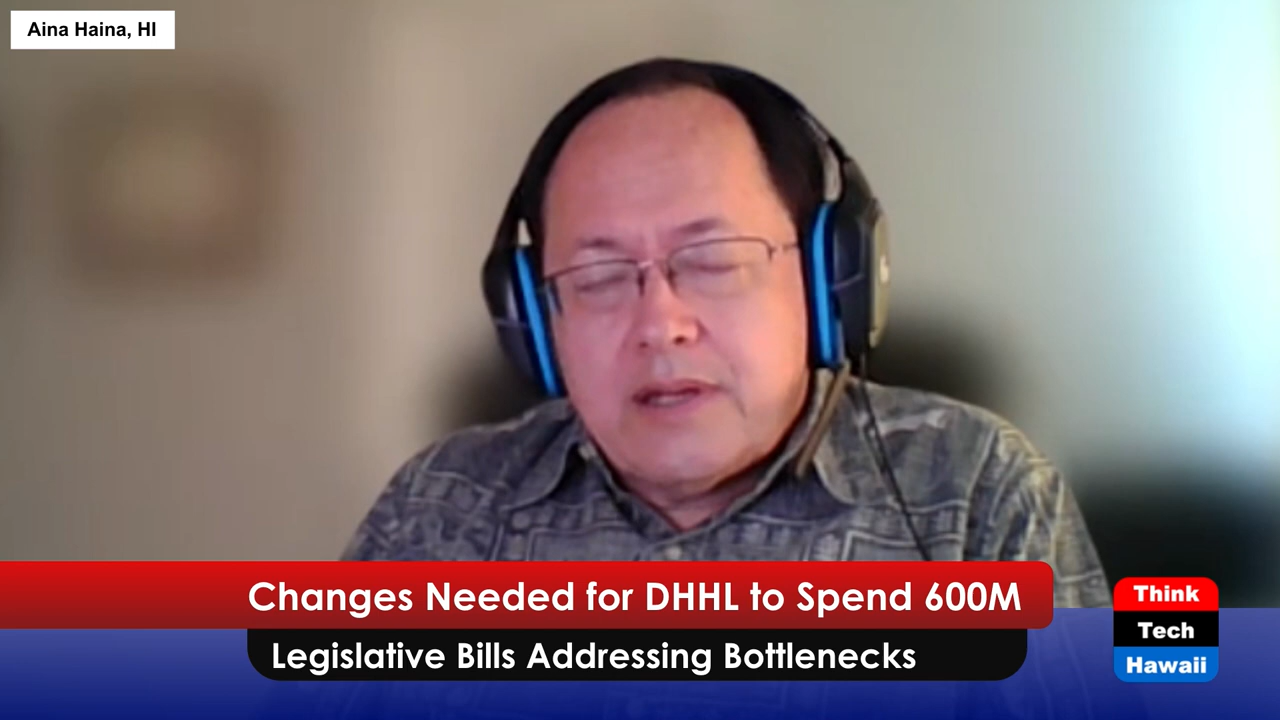 Aina Haina, HI
Changes Needed for DHHL to Spend 600M
Legislative Bills Addressing Bottlenecks
Think
Tech
Hawaii